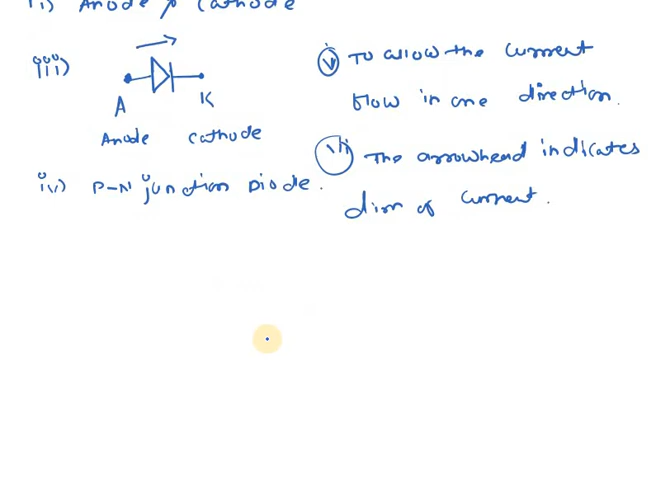 ii) Anode, Cathode
iii)
A K
Anode Cathode
iv) P-N junction Diode.
v) To allow the current
flow in one direction.
vi) The arrowhead indicates
dirn of current.